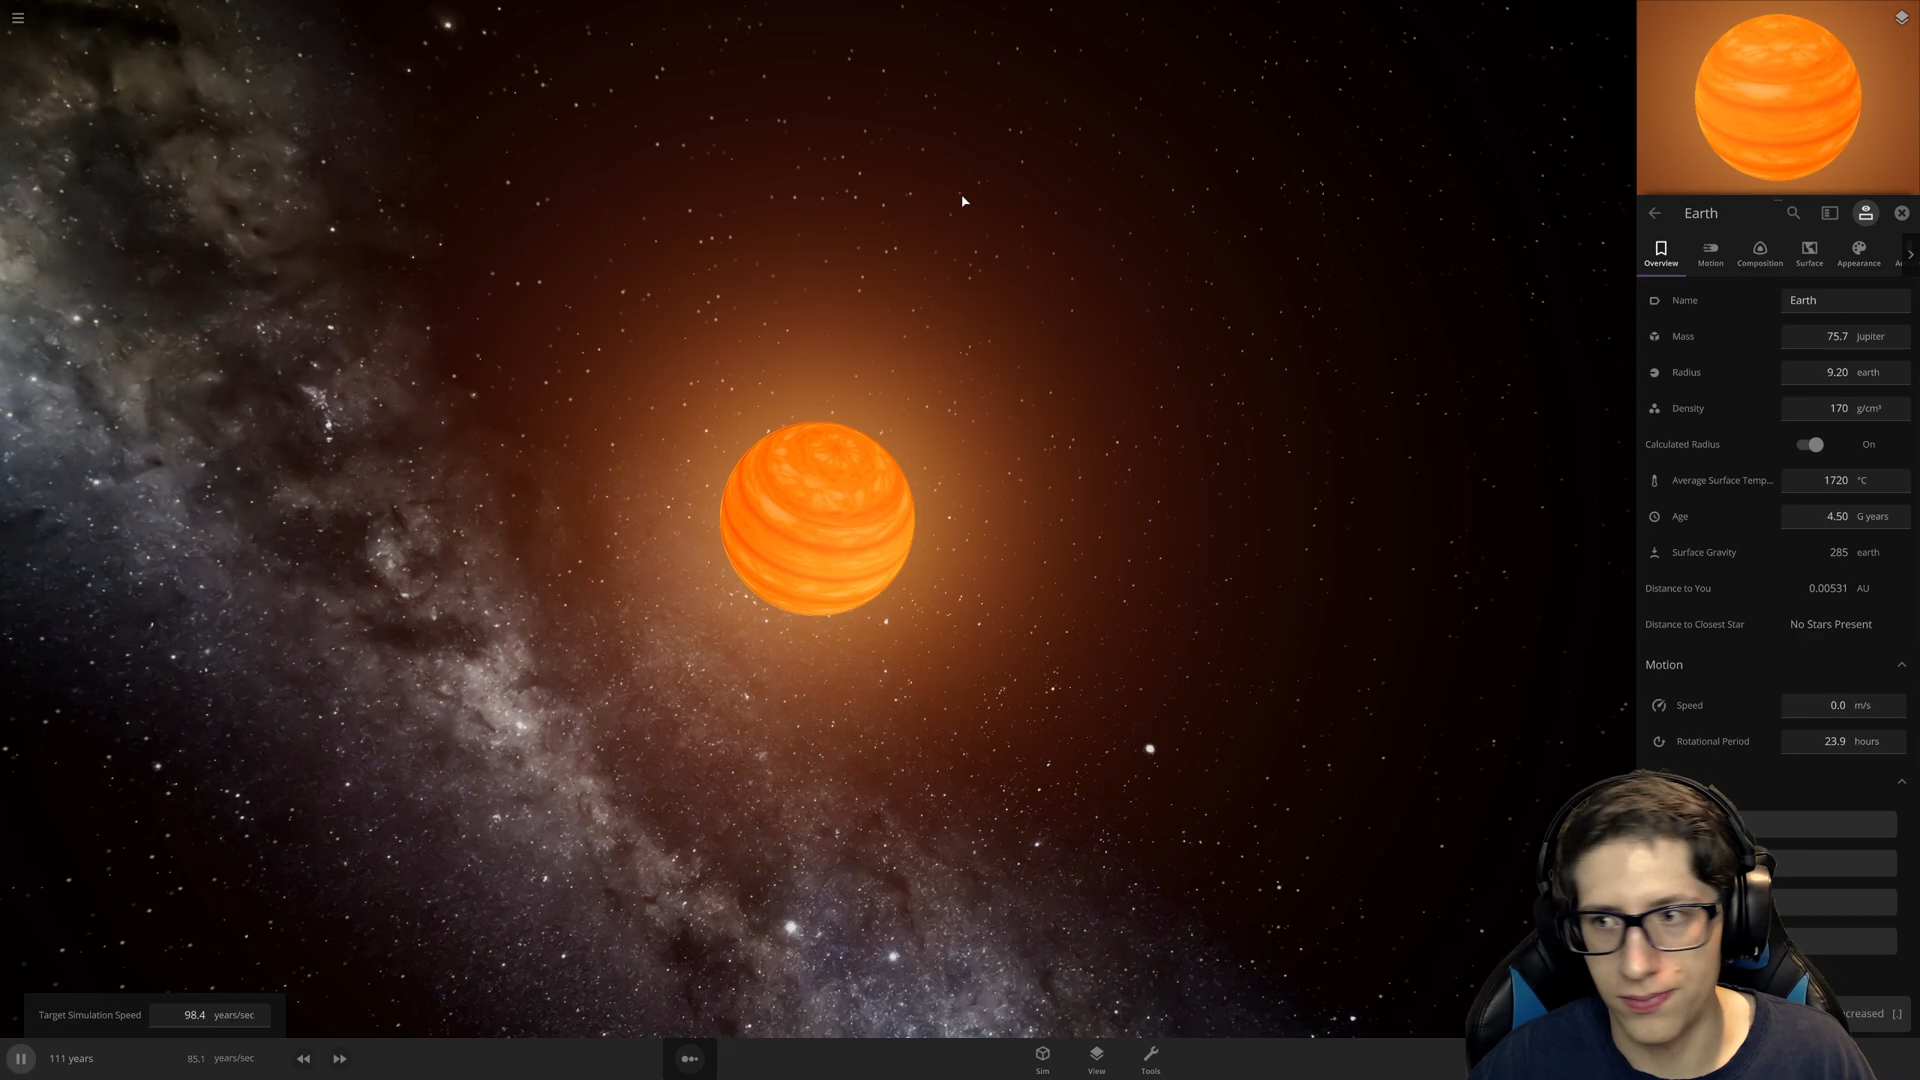 Earth
Overview
Motion
Composition
Surface
Appearance
Name Earth
Mass 75.7 jupiter
Radius 9.20 earth
Density 170 g/cm³
Calculated Radius On
Average Surface Temp... 1720 °C
Age 4.50 G years
Surface Gravity 285 earth
Distance to You 0.00531 AU
Distance to Closest Star No Stars Present
Motion
Speed 0.0 m/s
Rotational Period 23.9 hours
creased [.]
Target Simulation Speed 98.4 years/sec
111 years 85.1 years/sec
Sim
View
Tools